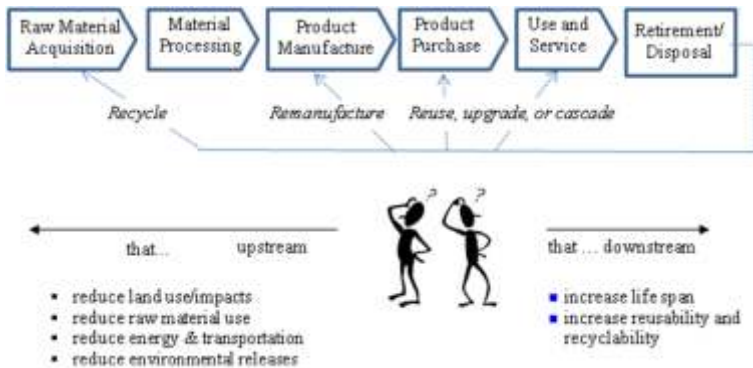 Raw Material
Acquisition
Material
Processing
Product
Manufacture
Product
Purchase
Use and
Service
Retirement/
Disposal
Recycle
Remanufacture
Reuse, upgrade, or cascade
?
?
that...
upstream
that ... downstream
▪ reduce land use/impacts
▪ reduce raw material use
▪ reduce energy & transportation
▪ reduce environmental releases
▪ increase life span
▪ increase reusability and
recyclability